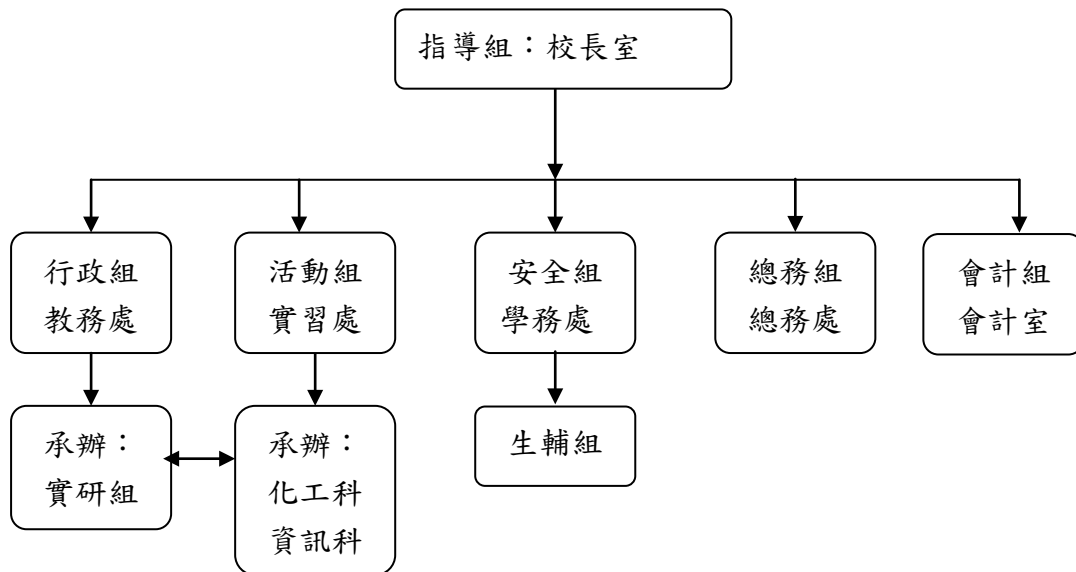 指導組：校長室
行政組
教務處
活動組
實習處
安全組
學務處
總務組
總務處
會計組
會計室
承辦：
實研組
承辦：
化工科
資訊科
生輔組